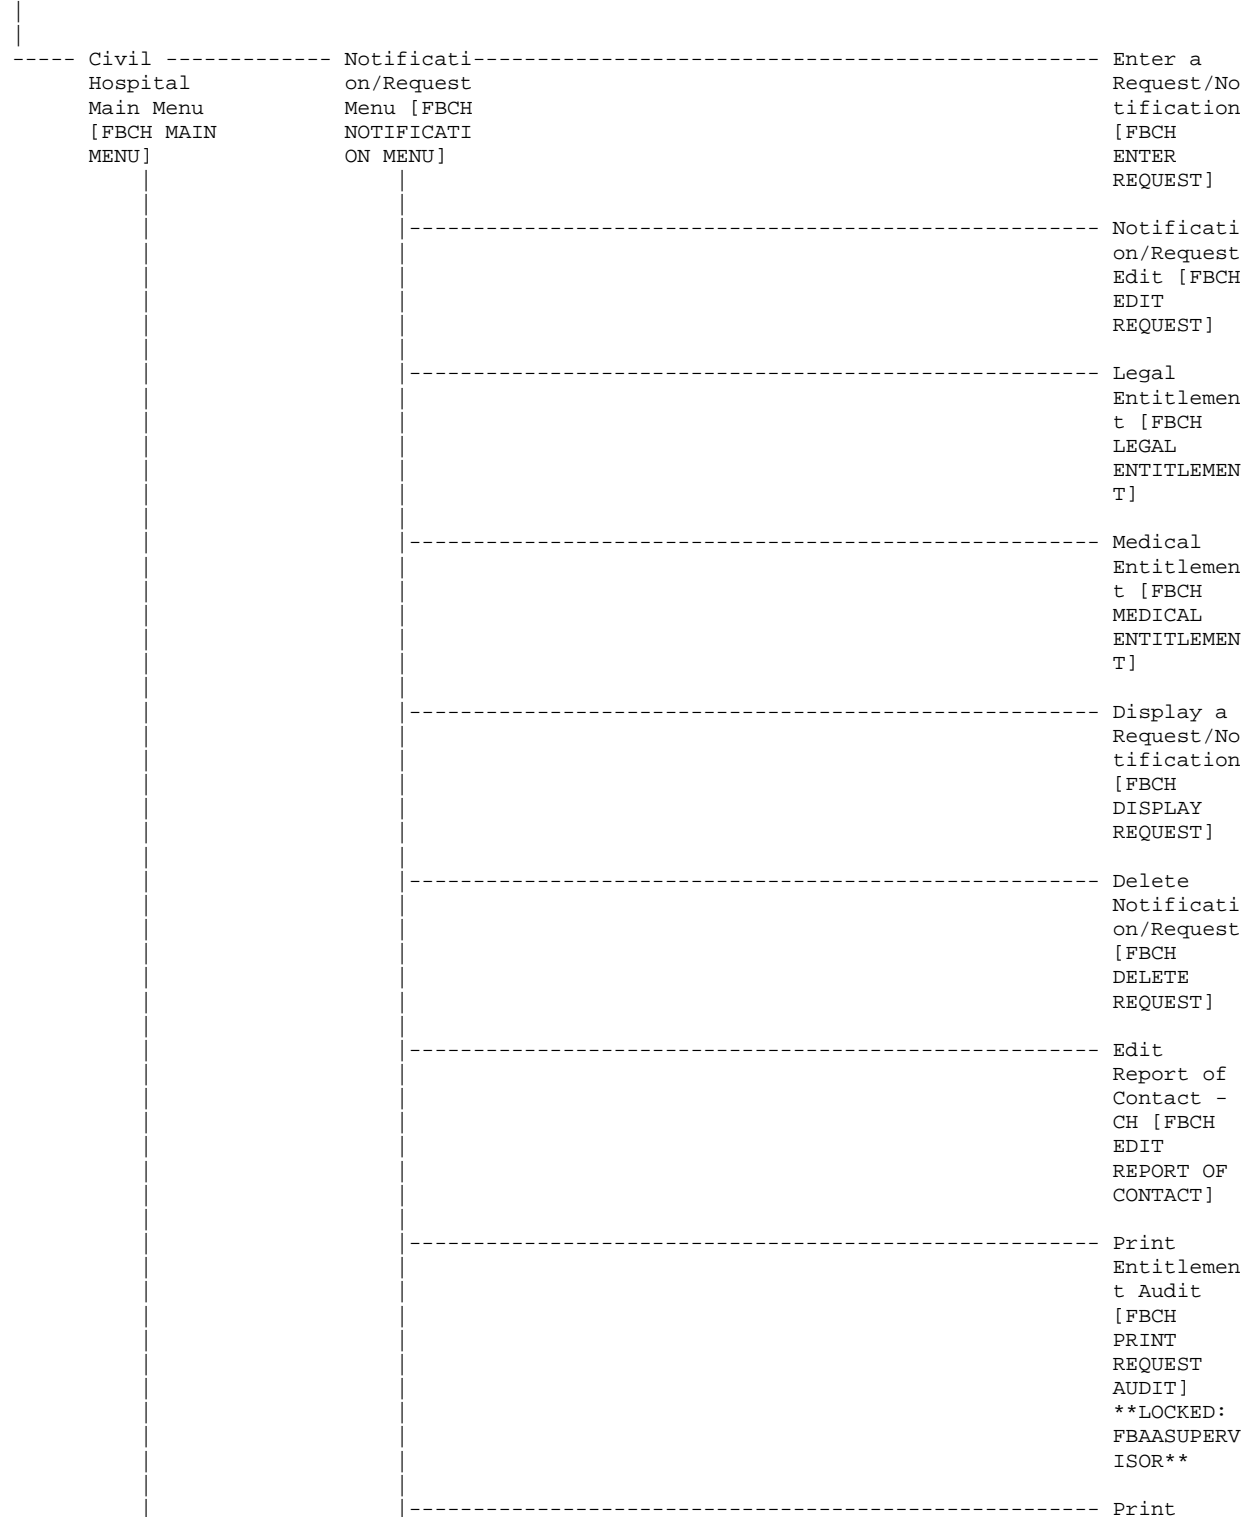 ----- Civil ------------- Notificati------------------------------------------------- Enter a
Hospital on/Request Request/No
Main Menu Menu [FBCH tification
[FBCH MAIN NOTIFICATI [FBCH
MENU] ON MENU] ENTER
REQUEST]
|------------------------------------------------------ Notificati
on/Request
Edit [FBCH
EDIT
REQUEST]
|------------------------------------------------------ Legal
Entitlemen
t [FBCH
LEGAL
ENTITLEMEN
T]
|------------------------------------------------------ Medical
Entitlemen
t [FBCH
MEDICAL
ENTITLEMEN
T]
|------------------------------------------------------ Display a
Request/No
tification
[FBCH
DISPLAY
REQUEST]
|------------------------------------------------------ Delete
Notificati
on/Request
[FBCH
DELETE
REQUEST]
|------------------------------------------------------ Edit
Report of
Contact -
CH [FBCH
EDIT
REPORT OF
CONTACT]
|------------------------------------------------------ Print
Entitlemen
t Audit
[FBCH
PRINT
REQUEST
AUDIT]
**LOCKED:
FBAASUPERV
ISOR**
|------------------------------------------------------ Print